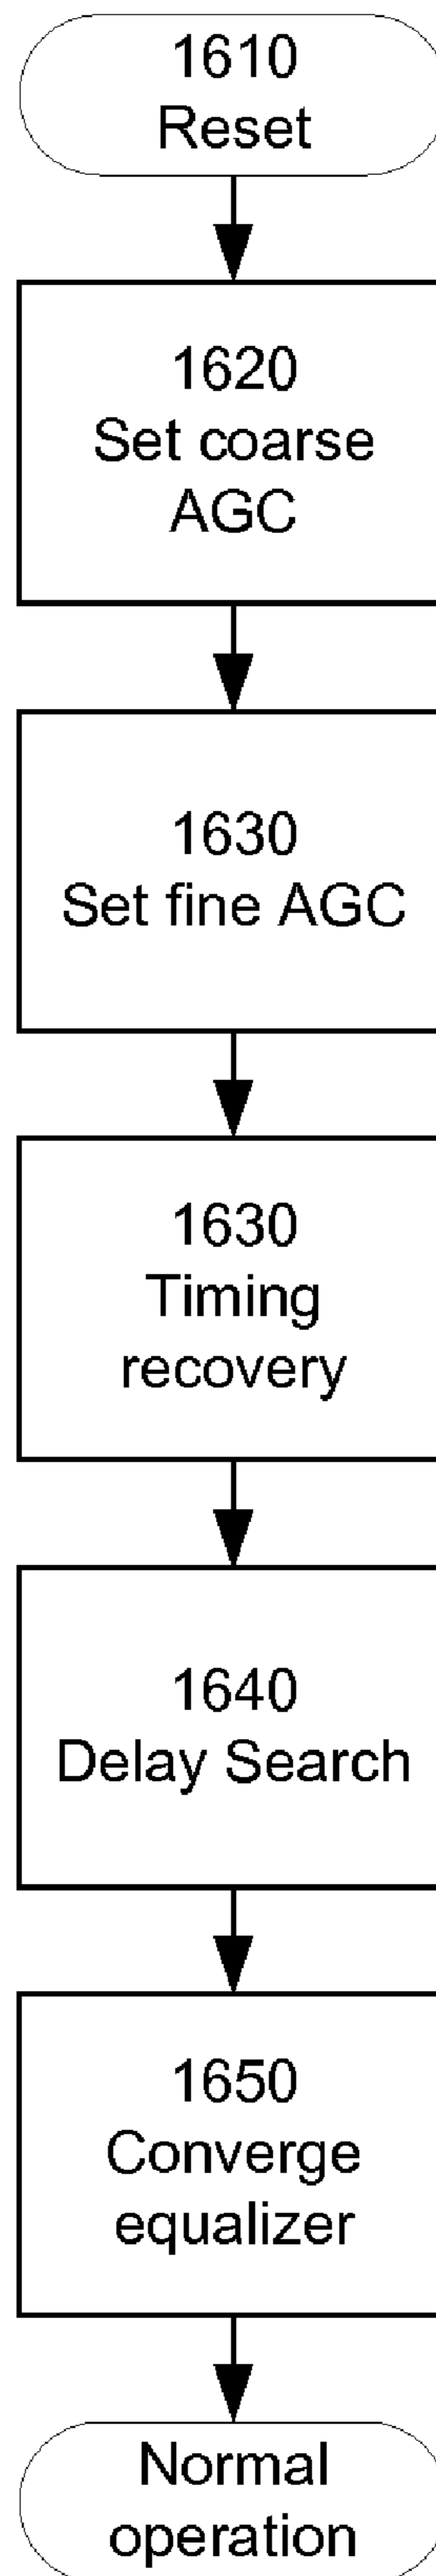 1610
Reset
1620
Set coarse
AGC
1630
Set fine AGC
1630
Timing
recovery
1640
Delay Search
1650
Converge
equalizer
Normal
operation